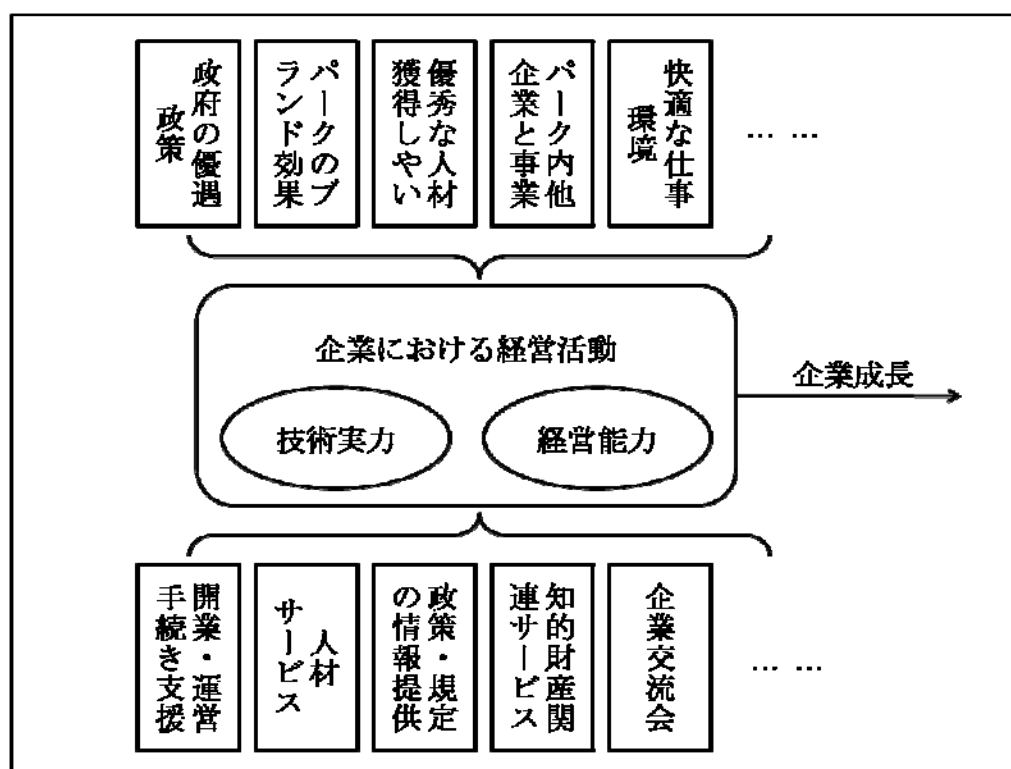 政府の優遇
政策
パークのブ
ランド効果
優秀な人材
獲得しやい
パーク内他
企業と事業
快適な仕事
環境
… …
企業における経営活動
技術実力
経営能力
企業成長
開業・運営
手続き支援
人材
サービス
政策・規定
の情報提供
知的財産関
連サービス
企業交流会
… …